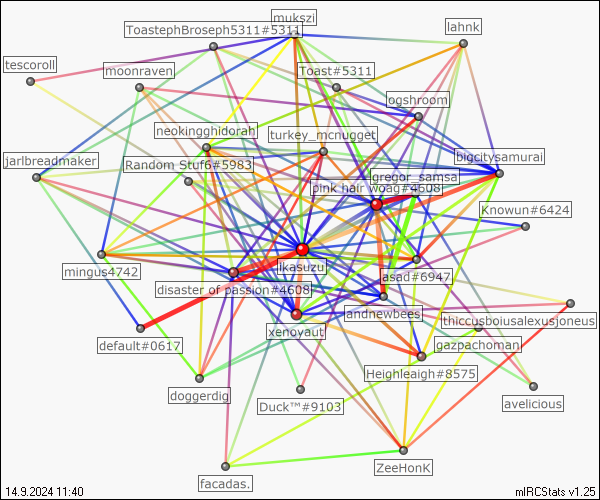 mukszi
ToastephBroseph5311#5311
lahnk
tescoroll
moonraven
Toast#5311
ogshroom
neokingghidorah
turkey_mcnugget
jarlbreadmaker
Random Stuf6#5983
bigcitysamurai
gregor_samsa
pink hair woag#4608
Knowun#6424
mingus4742
Ikasuzu
asad#6947
disaster of passion#4608
andnewbees
thiccusboiusalexusjoneus
xenoyaut
default#0617
gazpachoman
Heighleaigh#8575
doggerdig
Duck™#9103
avelicious
ZeeHonK
facadas.
14.9.2024 11:40
mIRCStats v1.25